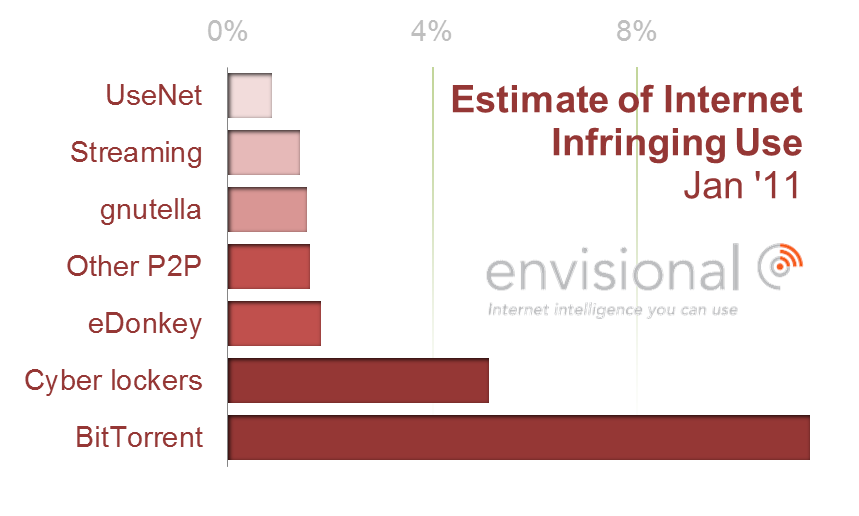 0% 4% 8%
Estimate of Internet
Infringing Use
Jan '11
envisional
Internet intelligence you can use
UseNet
Streaming
gnutella
Other P2P
eDonkey
Cyber lockers
BitTorrent